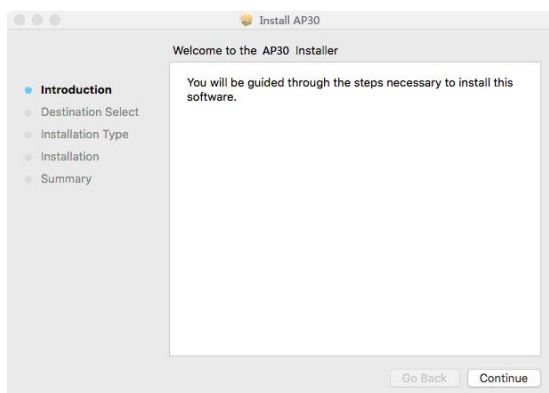 Install AP30
Welcome to the AP30 Installer
Introduction
Destination Select
Installation Type
Installation
Summary
You will be guided through the steps necessary to install this
software.
Go Back
Continue